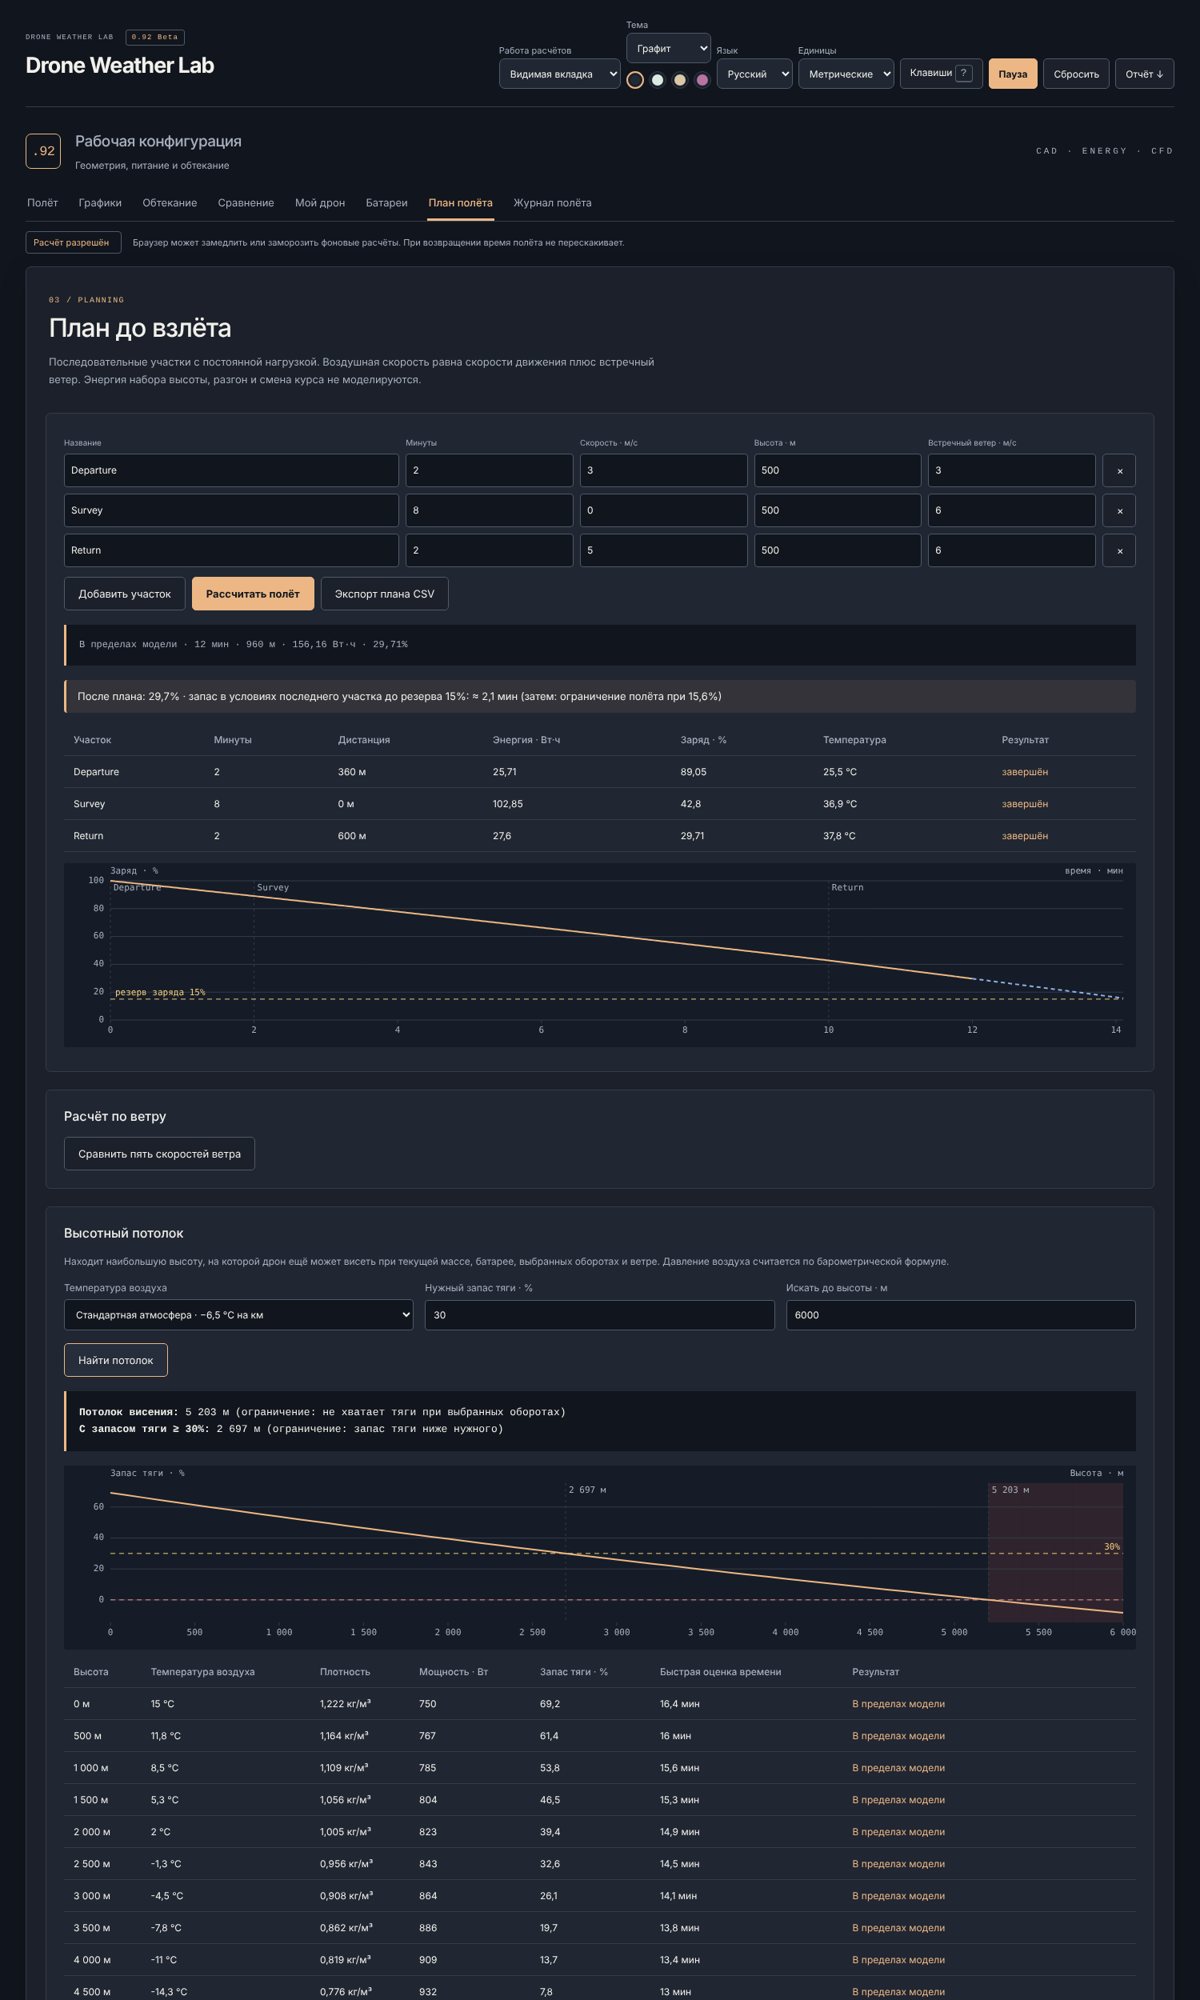 DRONE WEATHER LAB 0.92 Beta
Drone Weather Lab
Работа расчётов
Видимая вкладка
Тема
Графит
Язык
Русский
Единицы
Метрические
Клавиши ?
Пауза
Сбросить
Отчёт ↓
.92
Рабочая конфигурация
Геометрия, питание и обтекание
CAD · ENERGY · CFD
Полёт Графики Обтекание Сравнение Мой дрон Батареи План полёта Журнал полёта
Расчёт разрешён Браузер может замедлить или заморозить фоновые расчёты. При возвращении время полёта не перескакивает.
03 / PLANNING
План до взлёта
Последовательные участки с постоянной нагрузкой. Воздушная скорость равна скорости движения плюс встречный
ветер. Энергия набора высоты, разгон и смена курса не моделируются.
Название Минуты Скорость · м/с Высота · м Встречный ветер · м/с
Departure 2 3 500 3 ×
Survey 8 0 500 6 ×
Return 2 5 500 6 ×
Добавить участок Рассчитать полёт Экспорт плана CSV
В пределах модели · 12 мин · 960 м · 156,16 Вт·ч · 29,71%
После плана: 29,7% · запас в условиях последнего участка до резерва 15%: ≈ 2,1 мин (затем: ограничение полёта при 15,6%)
Участок Минуты Дистанция Энергия · Вт·ч Заряд · % Температура Результат
Departure 2 360 м 25,71 89,05 25,5 °C завершён
Survey 8 0 м 102,85 42,8 36,9 °C завершён
Return 2 600 м 27,6 29,71 37,8 °C завершён
Заряд · % время · мин
100
Departure Survey Return
80
60
40
20
резерв заряда 15%
0
0 2 4 6 8 10 12 14
Расчёт по ветру
Сравнить пять скоростей ветра
Высотный потолок
Находит наибольшую высоту, на которой дрон ещё может висеть при текущей массе, батарее, выбранных оборотах и ветре. Давление воздуха считается по барометрической формуле.
Температура воздуха Нужный запас тяги · % Искать до высоты · м
Стандартная атмосфера · −6,5 °C на км 30 6000
Найти потолок
Потолок висения: 5 203 м (ограничение: не хватает тяги при выбранных оборотах)
С запасом тяги ≥ 30%: 2 697 м (ограничение: запас тяги ниже нужного)
Запас тяги · % Высота · м
2 697 м 5 203 м
60
40
30%
20
0
0 500 1 000 1 500 2 000 2 500 3 000 3 500 4 000 4 500 5 000 5 500 6 000
Высота Температура воздуха Плотность Мощность · Вт Запас тяги · % Быстрая оценка времени Результат
0 м 15 °C 1,222 кг/м³ 750 69,2 16,4 мин В пределах модели
500 м 11,8 °C 1,164 кг/м³ 767 61,4 16 мин В пределах модели
1 000 м 8,5 °C 1,109 кг/м³ 785 53,8 15,6 мин В пределах модели
1 500 м 5,3 °C 1,056 кг/м³ 804 46,5 15,3 мин В пределах модели
2 000 м 2 °C 1,005 кг/м³ 823 39,4 14,9 мин В пределах модели
2 500 м -1,3 °C 0,956 кг/м³ 843 32,6 14,5 мин В пределах модели
3 000 м -4,5 °C 0,908 кг/м³ 864 26,1 14,1 мин В пределах модели
3 500 м -7,8 °C 0,862 кг/м³ 886 19,7 13,8 мин В пределах модели
4 000 м -11 °C 0,819 кг/м³ 909 13,7 13,4 мин В пределах модели
4 500 м -14,3 °C 0,776 кг/м³ 932 7,8 13 мин В пределах модели